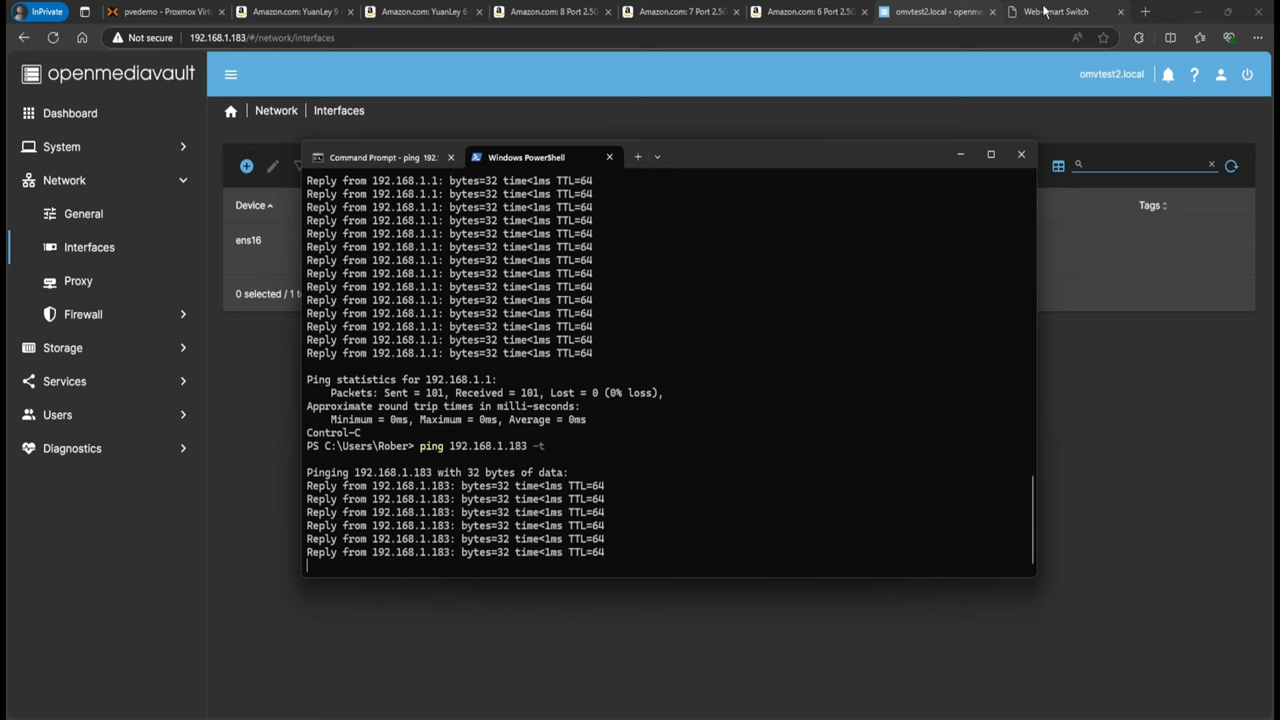 InPrivate
pvedemo - Proxmox Virt
Amazon.com: YuanLey 9
Amazon.com: YuanLey 6
Amazon.com: 8 Port 2.5G
Amazon.com: 7 Port 2.5G
Amazon.com: 6 Port 2.5G
omvtest2.local - openme
Web-Smart Switch
Not secure
192.168.1.183/#/network/interfaces
openmediavault
omvtest2.local
Dashboard
System
Network
General
Interfaces
Proxy
Firewall
Storage
Services
Users
Diagnostics
Network | Interfaces
Device
Tags
ens16
0 selected / 1 t
Command Prompt - ping 192.
Windows PowerShell
Reply from 192.168.1.1: bytes=32 time<1ms TTL=64
Reply from 192.168.1.1: bytes=32 time<1ms TTL=64
Reply from 192.168.1.1: bytes=32 time<1ms TTL=64
Reply from 192.168.1.1: bytes=32 time<1ms TTL=64
Reply from 192.168.1.1: bytes=32 time<1ms TTL=64
Reply from 192.168.1.1: bytes=32 time<1ms TTL=64
Reply from 192.168.1.1: bytes=32 time<1ms TTL=64
Reply from 192.168.1.1: bytes=32 time<1ms TTL=64
Reply from 192.168.1.1: bytes=32 time<1ms TTL=64
Reply from 192.168.1.1: bytes=32 time<1ms TTL=64
Reply from 192.168.1.1: bytes=32 time<1ms TTL=64
Reply from 192.168.1.1: bytes=32 time<1ms TTL=64
Reply from 192.168.1.1: bytes=32 time<1ms TTL=64
Reply from 192.168.1.1: bytes=32 time<1ms TTL=64
Ping statistics for 192.168.1.1:
Packets: Sent = 101, Received = 101, Lost = 0 (0% loss),
Approximate round trip times in milli-seconds:
Minimum = 0ms, Maximum = 0ms, Average = 0ms
Control-C
PS C:\Users\Rober> ping 192.168.1.183 -t
Pinging 192.168.1.183 with 32 bytes of data:
Reply from 192.168.1.183: bytes=32 time<1ms TTL=64
Reply from 192.168.1.183: bytes=32 time<1ms TTL=64
Reply from 192.168.1.183: bytes=32 time<1ms TTL=64
Reply from 192.168.1.183: bytes=32 time<1ms TTL=64
Reply from 192.168.1.183: bytes=32 time<1ms TTL=64
Reply from 192.168.1.183: bytes=32 time<1ms TTL=64